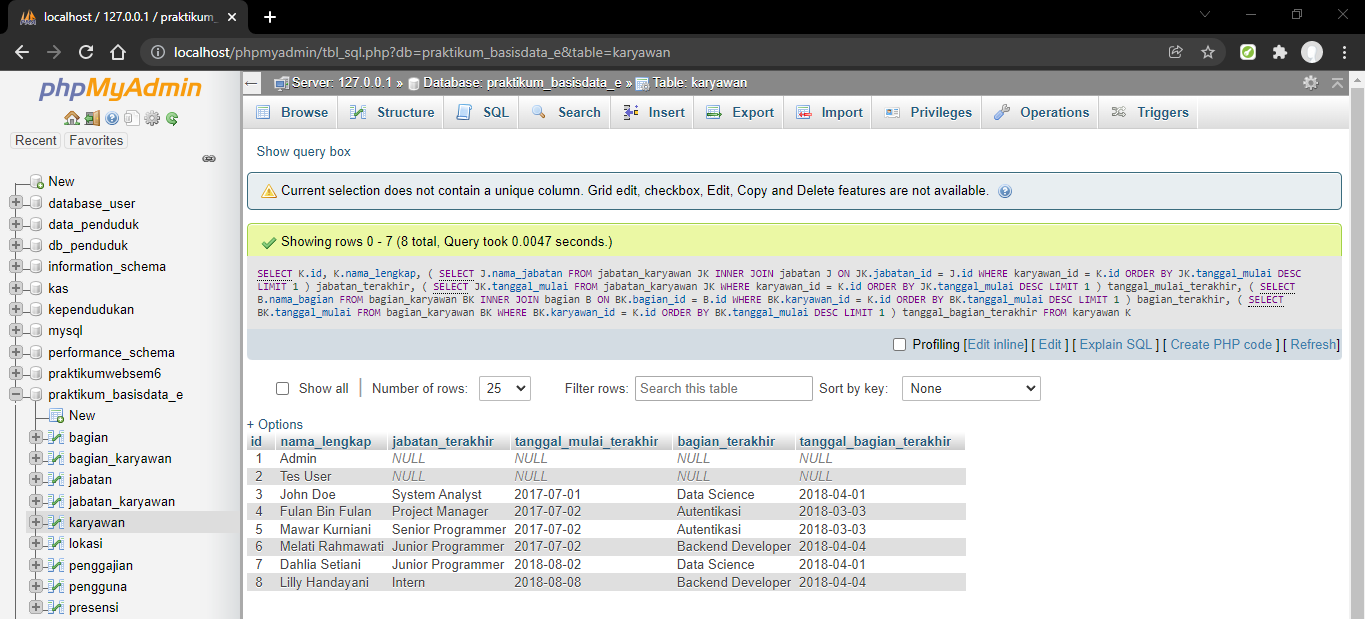 localhost / 127.0.0.1 / praktikum_
localhost/phpmyadmin/tbl_sql.php?db=praktikum_basisdata_e&table=karyawan
phpMyAdmin
Recent Favorites
New
database_user
data_penduduk
db_penduduk
information_schema
kas
kependudukan
mysql
performance_schema
praktikumwebsem6
praktikum_basisdata_e
New
bagian
bagian_karyawan
jabatan
jabatan_karyawan
karyawan
lokasi
penggajian
pengguna
presensi
Server: 127.0.0.1 » Database: praktikum_basisdata_e » Table: karyawan
Browse Structure SQL Search Insert Export Import Privileges Operations Triggers
Show query box
Current selection does not contain a unique column. Grid edit, checkbox, Edit, Copy and Delete features are not available.
Showing rows 0 - 7 (8 total, Query took 0.0047 seconds.)
SELECT K.id, K.nama_lengkap, ( SELECT J.nama_jabatan FROM jabatan_karyawan JK INNER JOIN jabatan J ON JK.jabatan_id = J.id WHERE karyawan_id = K.id ORDER BY JK.tanggal_mulai DESC
LIMIT 1 ) jabatan_terakhir, ( SELECT JK.tanggal_mulai FROM jabatan_karyawan JK WHERE karyawan_id = K.id ORDER BY JK.tanggal_mulai DESC LIMIT 1 ) tanggal_mulai_terakhir, ( SELECT
B.nama_bagian FROM bagian_karyawan BK INNER JOIN bagian B ON BK.bagian_id = B.id WHERE BK.karyawan_id = K.id ORDER BY BK.tanggal_mulai DESC LIMIT 1 ) bagian_terakhir, ( SELECT
BK.tanggal_mulai FROM bagian_karyawan BK WHERE BK.karyawan_id = K.id ORDER BY BK.tanggal_mulai DESC LIMIT 1 ) tanggal_bagian_terakhir FROM karyawan K
Profiling [Edit inline] [ Edit ] [ Explain SQL ] [ Create PHP code ] [ Refresh]
Show all | Number of rows: 25 Filter rows: Search this table Sort by key: None
+ Options
id nama_lengkap jabatan_terakhir tanggal_mulai_terakhir bagian_terakhir tanggal_bagian_terakhir
1 Admin NULL NULL NULL NULL
2 Tes User NULL NULL NULL NULL
3 John Doe System Analyst 2017-07-01 Data Science 2018-04-01
4 Fulan Bin Fulan Project Manager 2017-07-02 Autentikasi 2018-03-03
5 Mawar Kurniani Senior Programmer 2017-07-02 Autentikasi 2018-03-03
6 Melati Rahmawati Junior Programmer 2017-07-02 Backend Developer 2018-04-04
7 Dahlia Setiani Junior Programmer 2018-08-02 Data Science 2018-04-01
8 Lilly Handayani Intern 2018-08-08 Backend Developer 2018-04-04